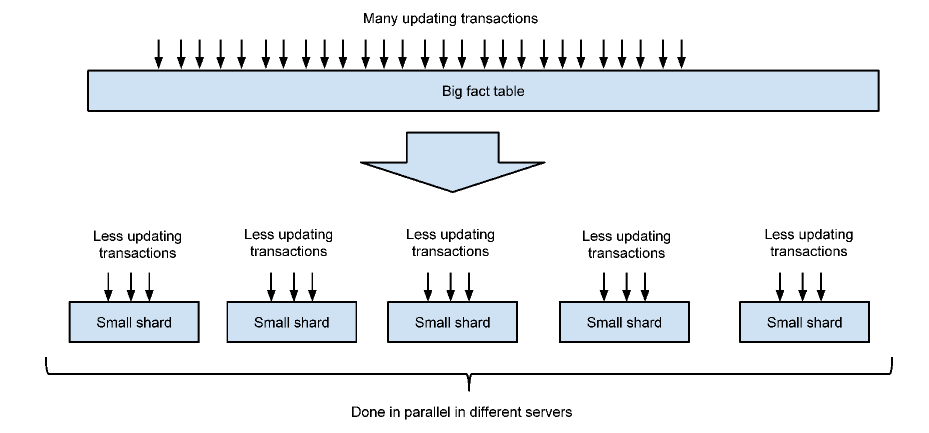 Many updating transactions
Big fact table
Less updating
transactions
Less updating
transactions
Less updating
transactions
Less updating
transactions
Less updating
transactions
Small shard
Small shard
Small shard
Small shard
Small shard
Done in parallel in different servers